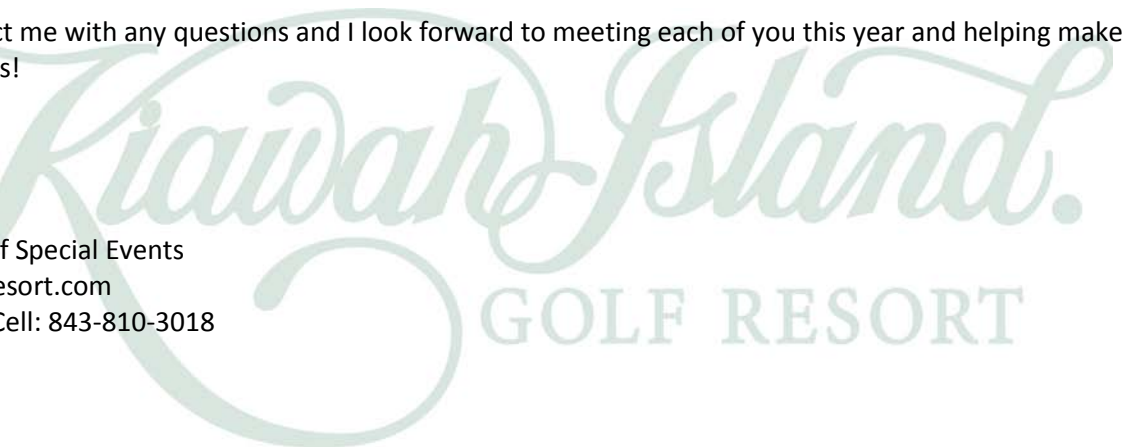 ct me with any questions and I look forward to meeting each of you this year and helping make
s!
Kiawah Island.
f Special Events
esort.com
Cell: 843-810-3018
GOLF RESORT